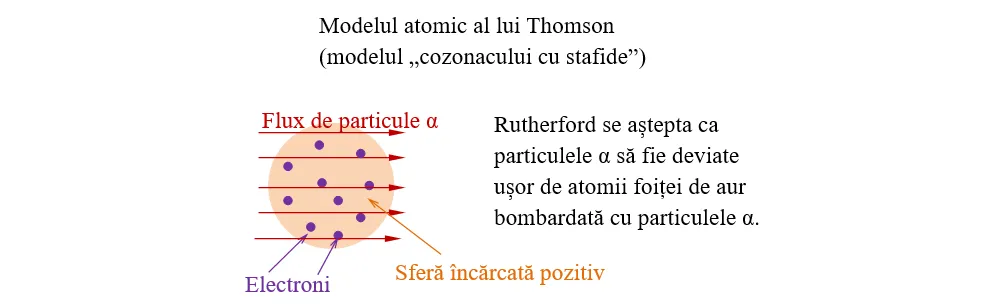 Modelul atomic al lui Thomson
(modelul „cozonacului cu stafide”)
Flux de particule α
Rutherford se aștepta ca
particulele α să fie deviate
ușor de atomii foiței de aur
bombardată cu particulele α.
Sferă încărcată pozitiv
Electroni